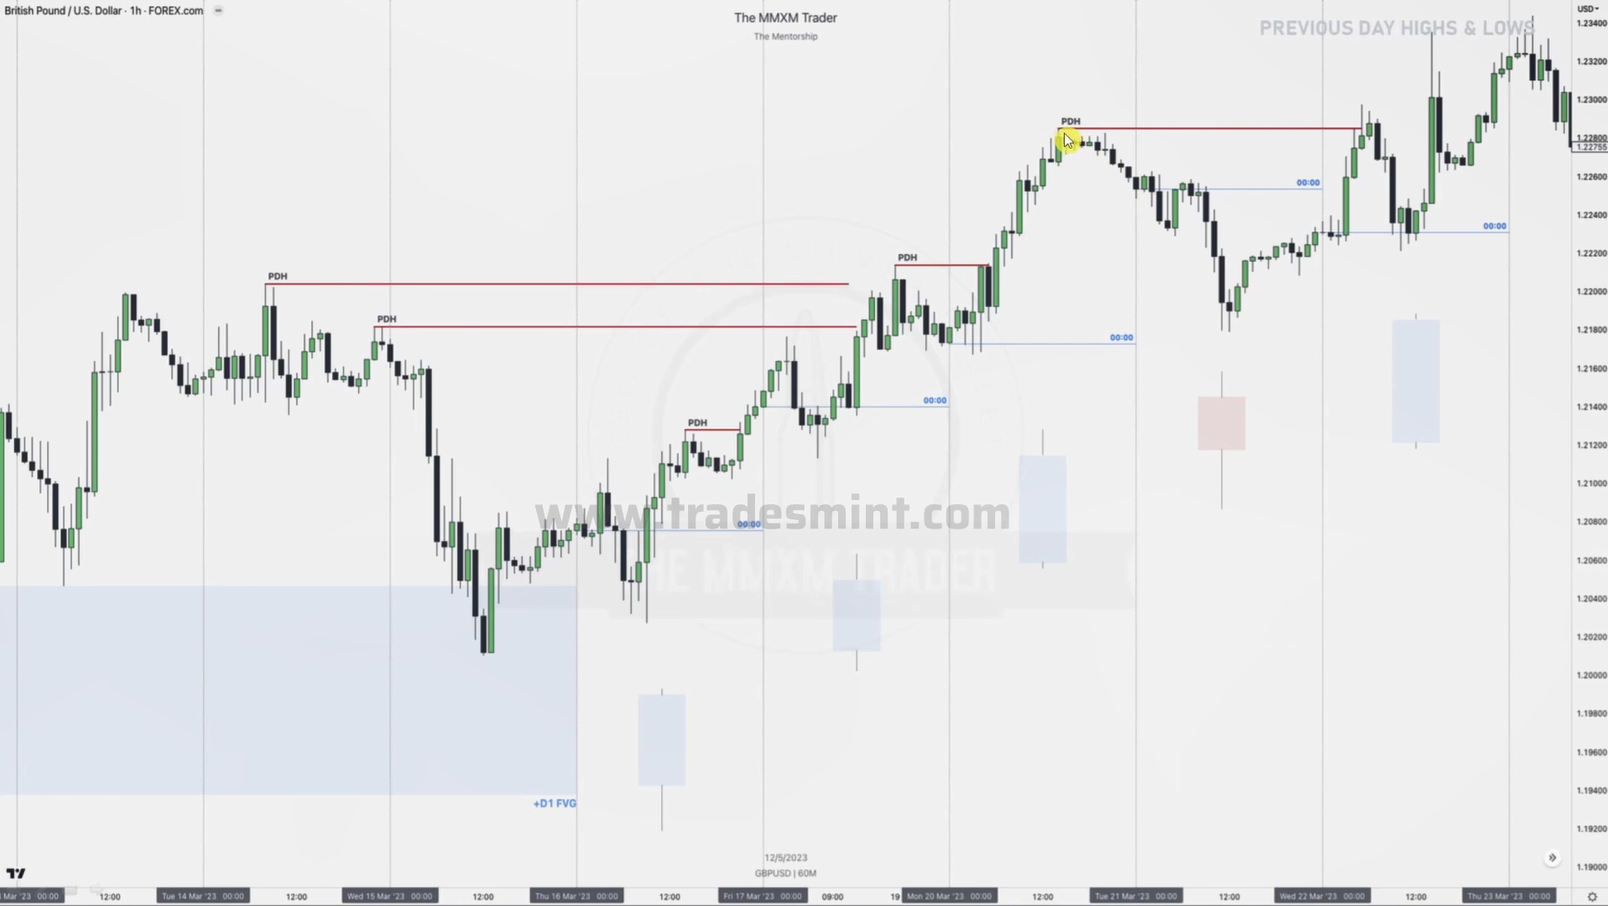 British Pound / U.S. Dollar · 1h · FOREX.com
The MMXM Trader
The Mentorship
PREVIOUS DAY HIGHS & LOWS
USD
1.23400
1.23200
1.23000
1.22800
1.22755
1.22600
1.22400
1.22200
1.22000
1.21800
1.21600
1.21400
1.21200
1.21000
1.20800
1.20600
1.20400
1.20200
1.20000
1.19800
1.19600
1.19400
1.19200
1.19000
PDH
00:00
00:00
PDH
PDH
PDH
00:00
00:00
PDH
www.tradesmint.com
00:00
THE MMXM TRADER
+D1 FVG
12/5/2023
GBPUSD | 60M
Mar '23 00:00 12:00 Tue 14 Mar '23 00:00 12:00 Wed 15 Mar '23 00:00 12:00 Thu 16 Mar '23 00:00 12:00 Fri 17 Mar '23 00:00 09:00 19 Mon 20 Mar '23 00:00 12:00 Tue 21 Mar '23 00:00 12:00 Wed 22 Mar '23 00:00 12:00 Thu 23 Mar '23 00:00